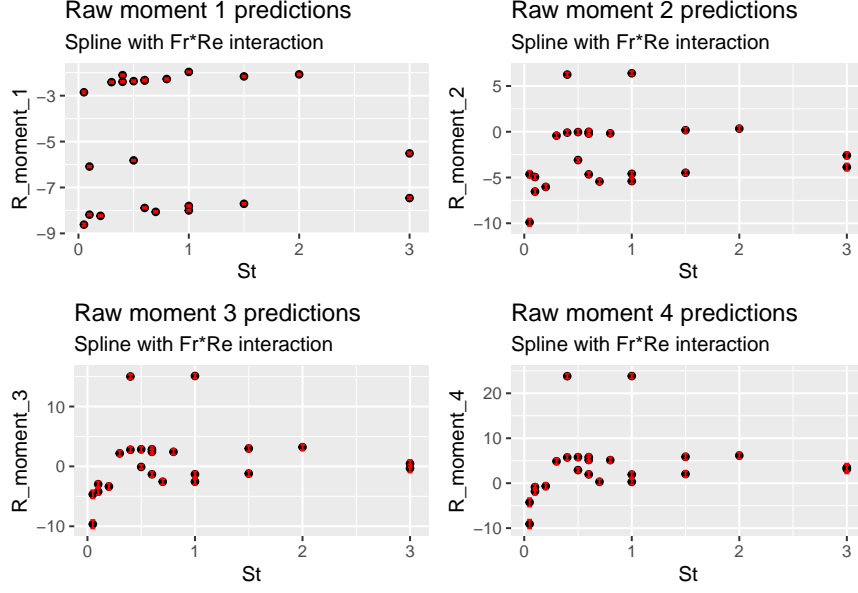 Raw moment 1 predictions
Spline with Fr*Re interaction
R_moment_1
−3
−5
−7
−9
0
1
2
3
St
Raw moment 2 predictions
Spline with Fr*Re interaction
R_moment_2
5
0
−5
−10
0
1
2
3
St
Raw moment 3 predictions
Spline with Fr*Re interaction
R_moment_3
10
0
−10
0
1
2
3
St
Raw moment 4 predictions
Spline with Fr*Re interaction
R_moment_4
20
10
0
−10
0
1
2
3
St